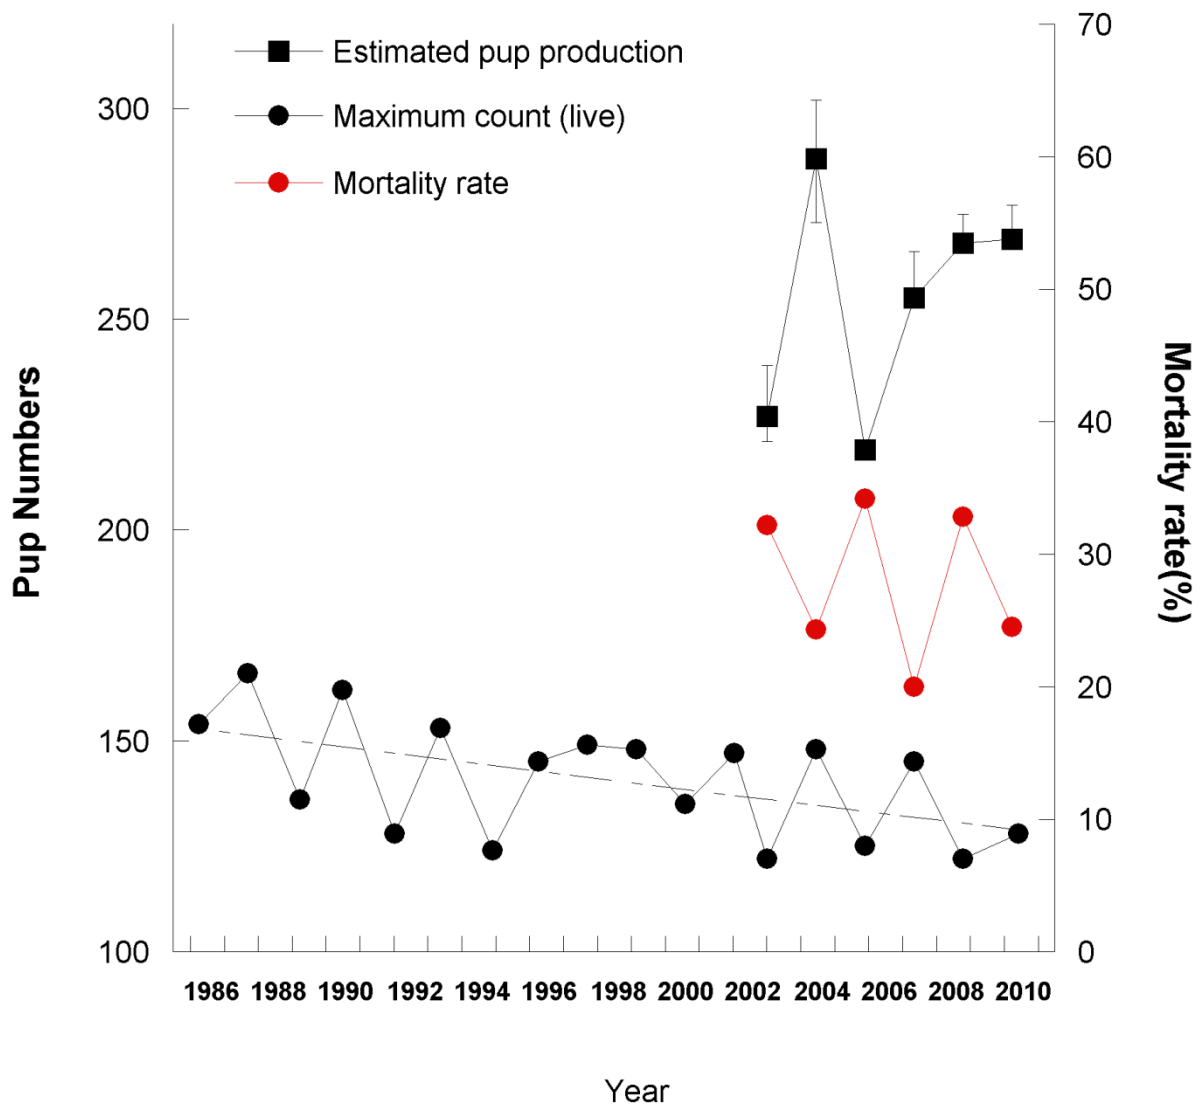 Estimated pup production
Maximum count (live)
Mortality rate
300
250
200
150
100
Pup Numbers
70
60
50
40
30
20
10
0
Mortality rate(%)
1986 1988 1990 1992 1994 1996 1998 2000 2002 2004 2006 2008 2010
Year